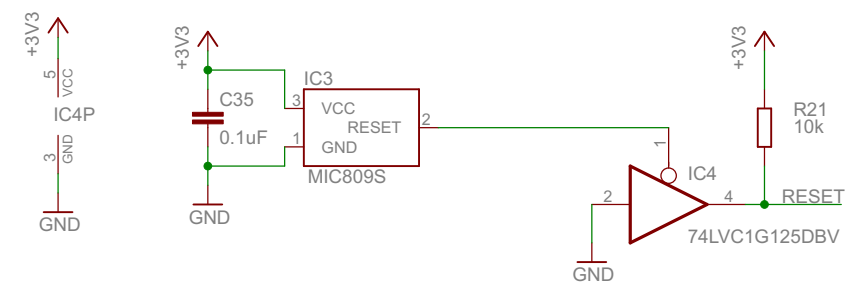 +3V3
5
VCC
IC4P
3
GND
GND
+3V3
C35
0.1uF
GND
IC3
3
VCC
RESET
2
1
GND
MIC809S
1
IC4
2
4
74LVC1G125DBV
GND
+3V3
R21
10k
RESET